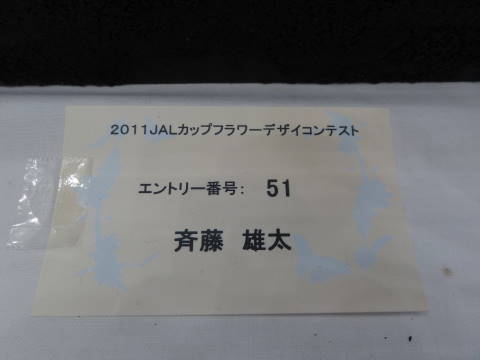 2011JALカップフラワーデザイコンテスト
エントリー番号: 51
斉藤 雄太